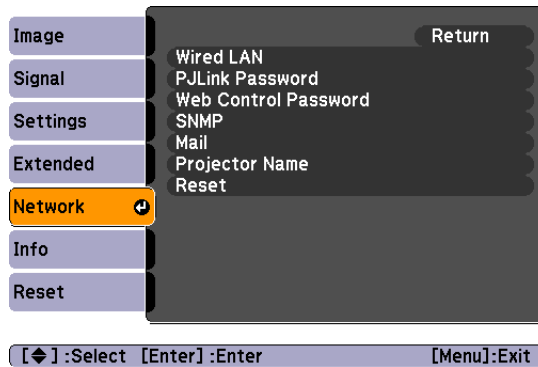 Image
Signal
Settings
Extended
Network
Info
Reset
Return
Wired LAN
PJLink Password
Web Control Password
SNMP
Mail
Projector Name
Reset
[◆] :Select [Enter] :Enter [Menu]:Exit